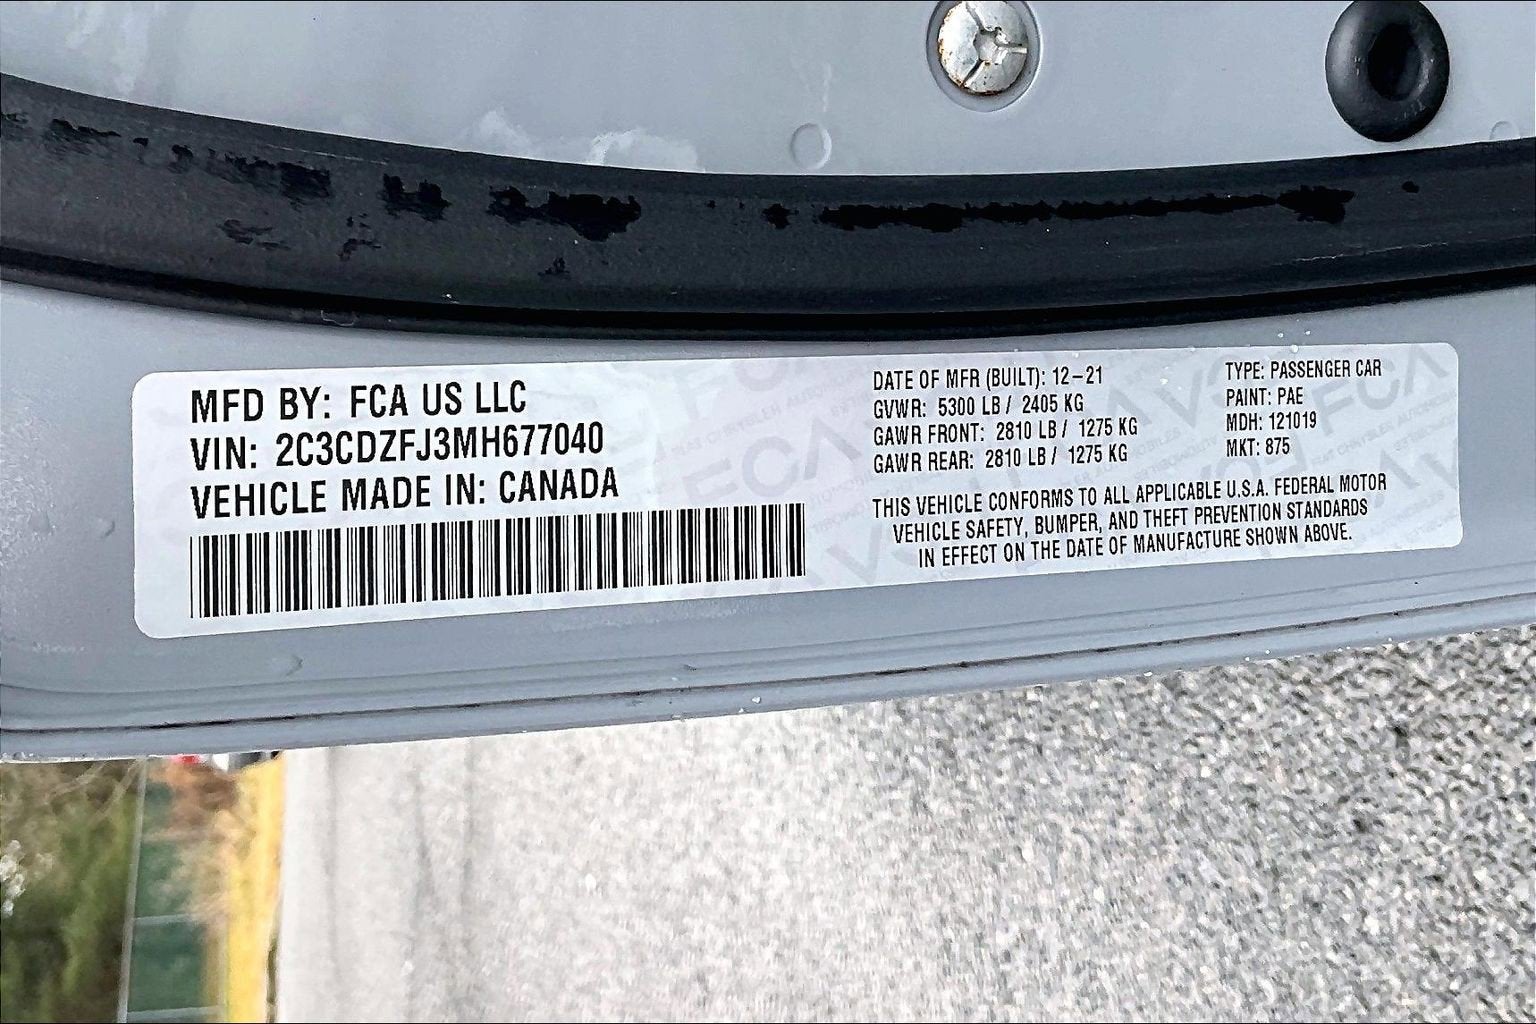 MFD BY: FCA US LLC
VIN: 2C3CDZFJ3MH677040
VEHICLE MADE IN: CANADA
DATE OF MFR (BUILT): 12-21
GVWR: 5300 LB / 2405 KG
GAWR FRONT: 2810 LB / 1275 KG
GAWR REAR: 2810 LB / 1275 KG
TYPE: PASSENGER CAR
PAINT: PAE
MDH: 121019
MKT: 875
THIS VEHICLE CONFORMS TO ALL APPLICABLE U.S.A. FEDERAL MOTOR
VEHICLE SAFETY, BUMPER, AND THEFT PREVENTION STANDARDS
IN EFFECT ON THE DATE OF MANUFACTURE SHOWN ABOVE.
FCA
FCA